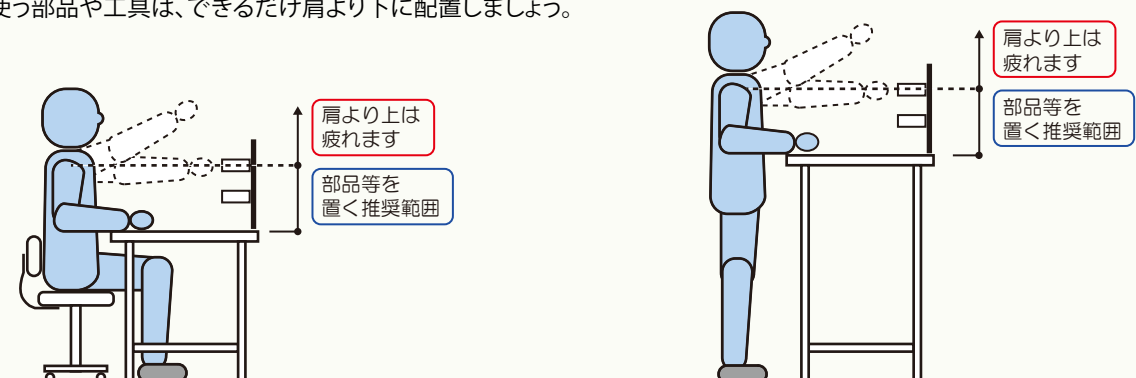 使う部品や工具は、できるだけ肩より下に配置しましょう。
肩より上は
疲れます
部品等を
置く推奨範囲
肩より上は
疲れます
部品等を
置く推奨範囲